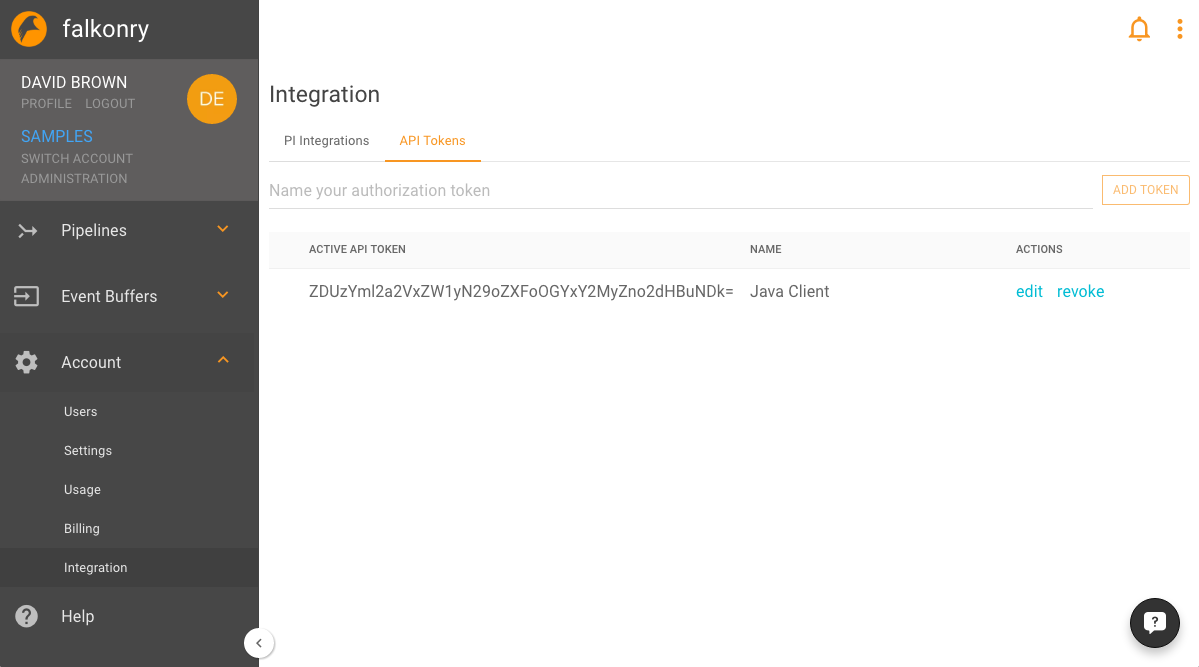 falkonry
DAVID BROWN
PROFILE LOGOUT
DE
SAMPLES
SWITCH ACCOUNT
ADMINISTRATION
Pipelines
Event Buffers
Account
Users
Settings
Usage
Billing
Integration
Help
Integration
PI Integrations API Tokens
Name your authorization token ADD TOKEN
ACTIVE API TOKEN NAME ACTIONS
ZDUzYml2a2VxZW1yN29oZXFoOGYxY2MyZno2dHBuNDk= Java Client edit revoke